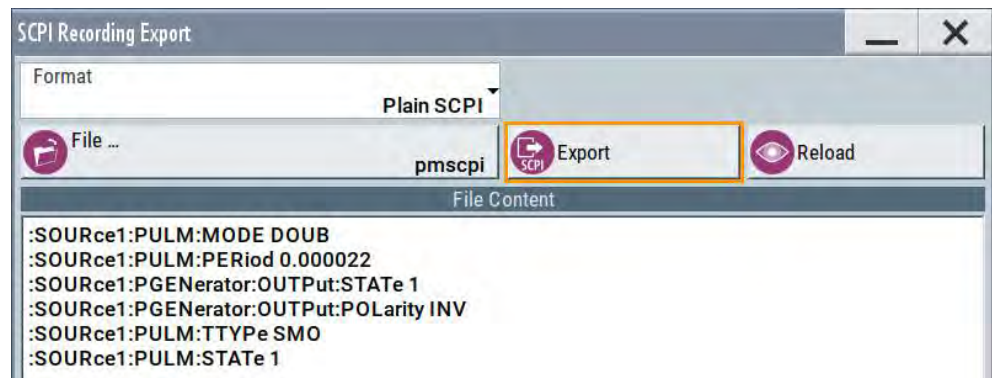 SCPI Recording Export
Format
Plain SCPI
File ...
pmscpi
SCPI
Export
Reload
File Content
:SOURce1:PULM:MODE DOUB
:SOURce1:PULM:PERiod 0.000022
:SOURce1:PGENerator:OUTPut:STATe 1
:SOURce1:PGENerator:OUTPut:POLarity INV
:SOURce1:PULM:TTYPe SMO
:SOURce1:PULM:STATe 1